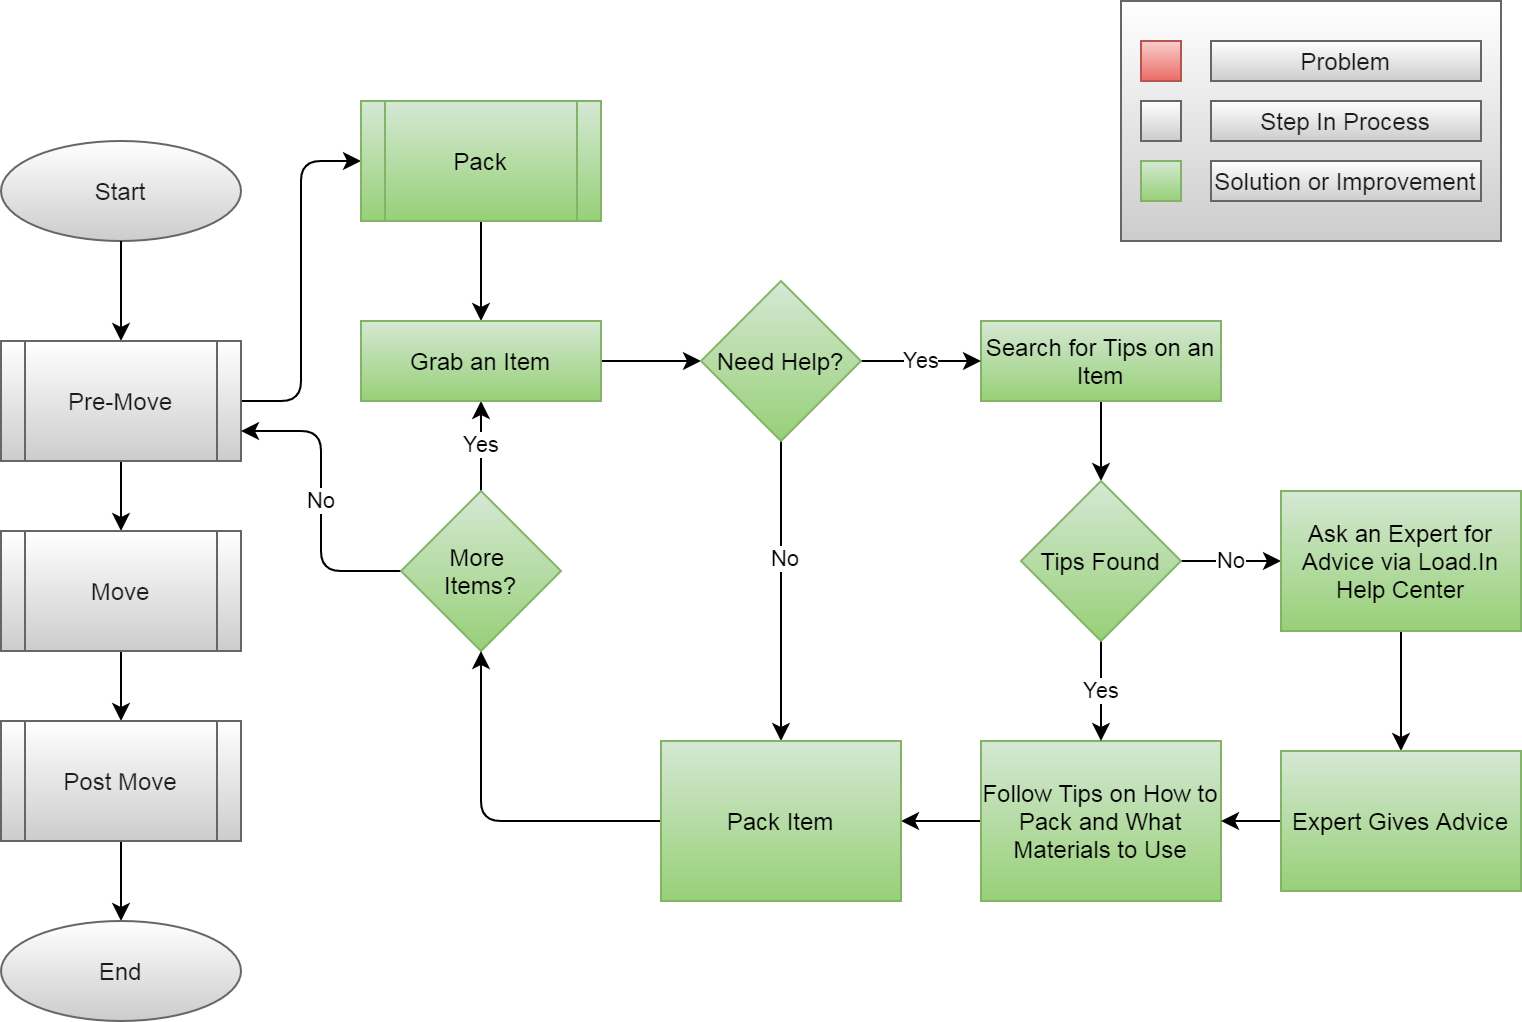 Problem
Step In Process
Solution or Improvement
Start
Pre-Move
Move
Post Move
End
Pack
Grab an Item
Need Help?
Yes
Search for Tips on an
Item
Yes
No
More
Items?
No
Tips Found
No
Ask an Expert for
Advice via Load.In
Help Center
Yes
Pack Item
Follow Tips on How to
Pack and What
Materials to Use
Expert Gives Advice